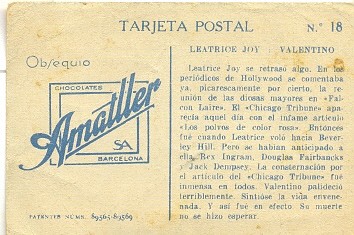 TARJETA POSTAL
N.º 18
Obsequio
CHOCOLATES
Amatller
SA
BARCELONA
PATENTES NÚMS. 89565-89569
LEATRICE JOY : VALENTINO
Leatrice Joy se retrasó algo. En los
periódicos de Hollywood se comentaba
ya, picarescamente por cierto, la re-
unión de las diosas mayores en «Fal-
con Laire». El «Chicago Tribune» apa-
recía aquel día con el infame artículo
«Los polvos de color rosa». Entonces
fué cuando Leatrice voló hacia Bever-
ley Hill. Pero se habían anticipado a
ella, Rex Ingram, Douglas Fairbancks
y Jack Dempsey. La consternación por
el artículo del «Chicago Tribune» fué
inmensa en todos. Valentino palideció
terriblemente. Sintióse la vida envene-
nada. Y así fué en efecto. Su muerte
no se hizo esperar.